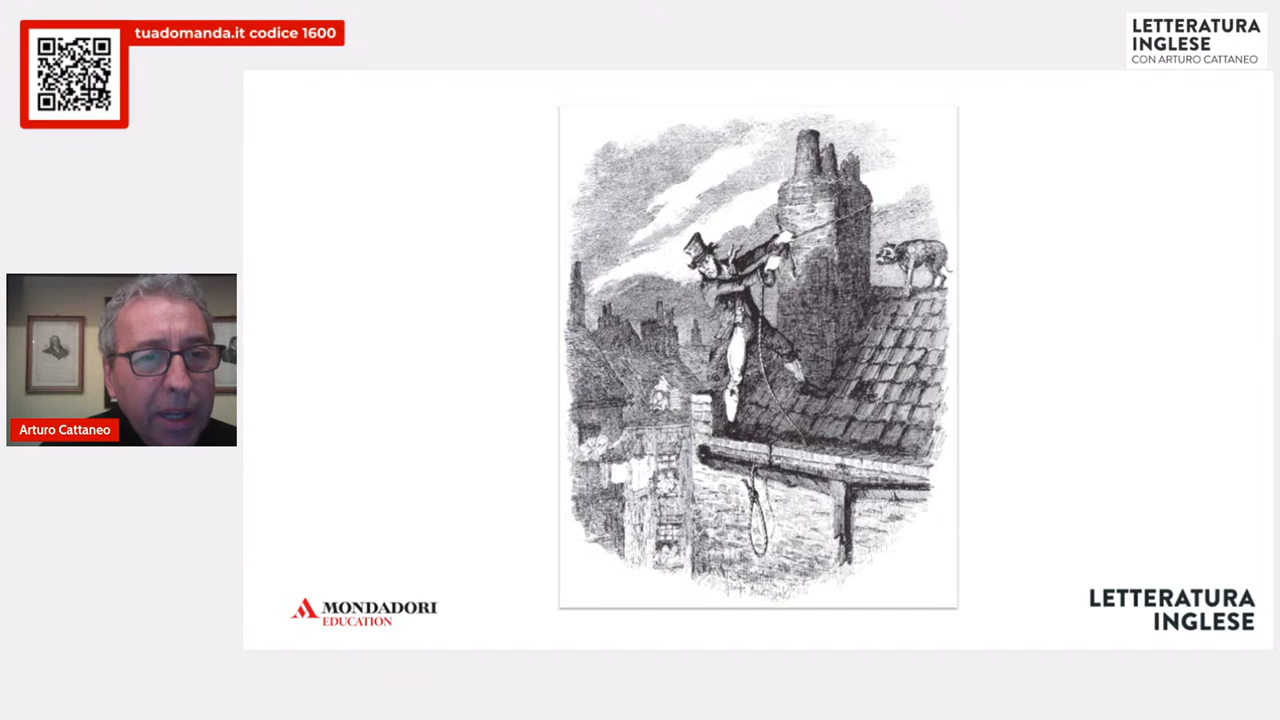 tuadomanda.it codice 1600
LETTERATURA
INGLESE
CON ARTURO CATTANEO
Arturo Cattaneo
MONDADORI
EDUCATION
LETTERATURA
INGLESE